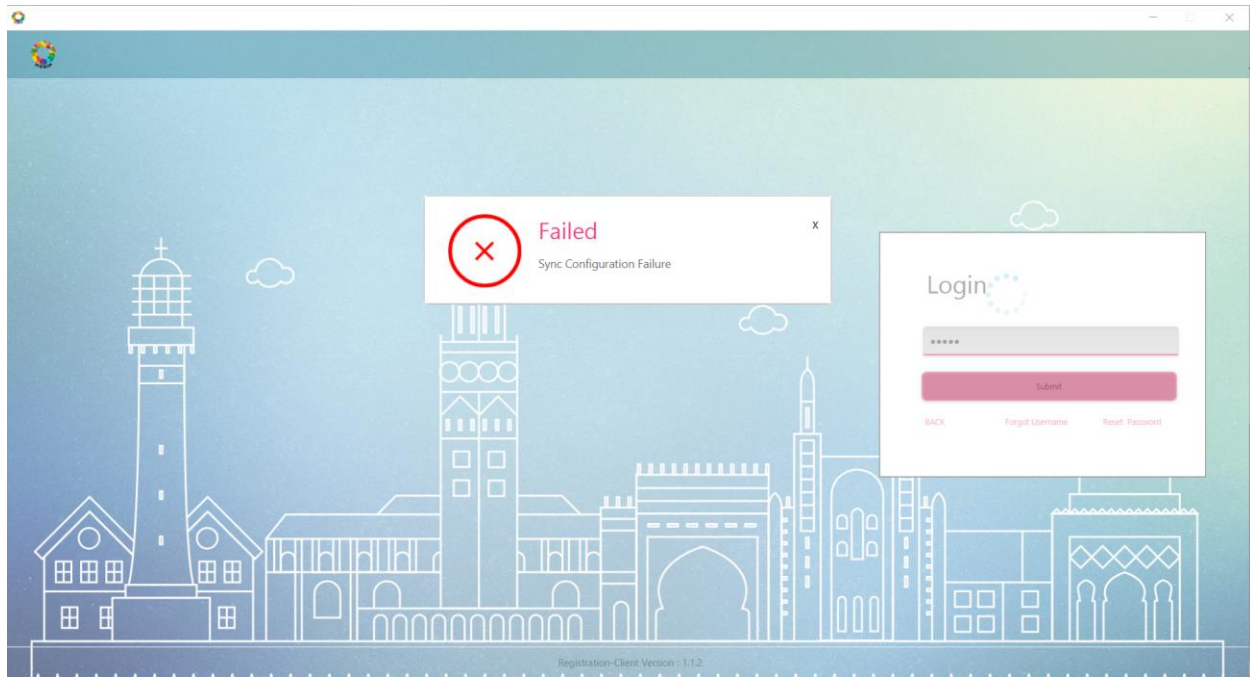 Failed
X
Sync Configuration Failure
Login
•••••
Submit
BACK Forgot Username Reset Password
Registration-Client Version : 1.1.2